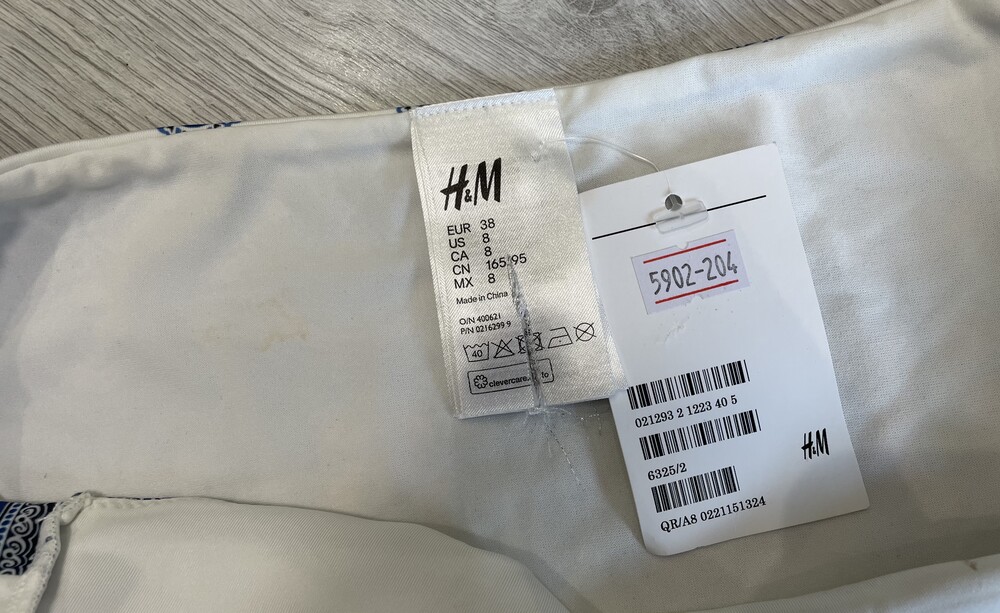 H&M
EUR 38
US 8
CA 8
CN 165/95
MX 8
Made in China
O/N 400621
P/N 0216299 9
40
clevercare. to
5902-204
021293 2 1223 40 5
6325/2
H&M
QR/A8 0221151324